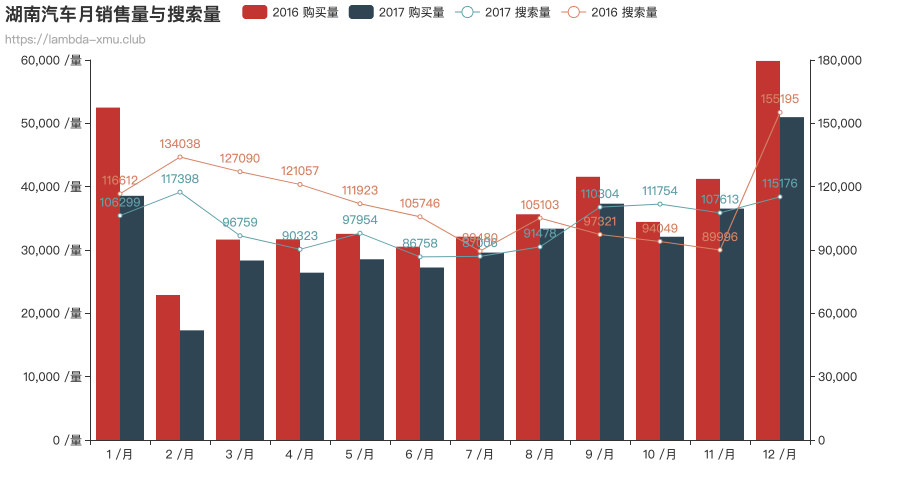 湖南汽车月销售量与搜索量
2016 购买量 2017 购买量 2017 搜索量 2016 搜索量
https://lambda-xmu.club
60,000 /量
50,000 /量
40,000 /量
30,000 /量
20,000 /量
10,000 /量
0 /量
180,000
150,000
120,000
90,000
60,000
30,000
0
116612 134038 127090 121057 111923 105746 105103 97321 94049 89996 155195
106299 117398 96759 90323 97954 86758 87006 91478 110304 111754 107613 115176
1 /月 2 /月 3 /月 4 /月 5 /月 6 /月 7 /月 8 /月 9 /月 10 /月 11 /月 12 /月